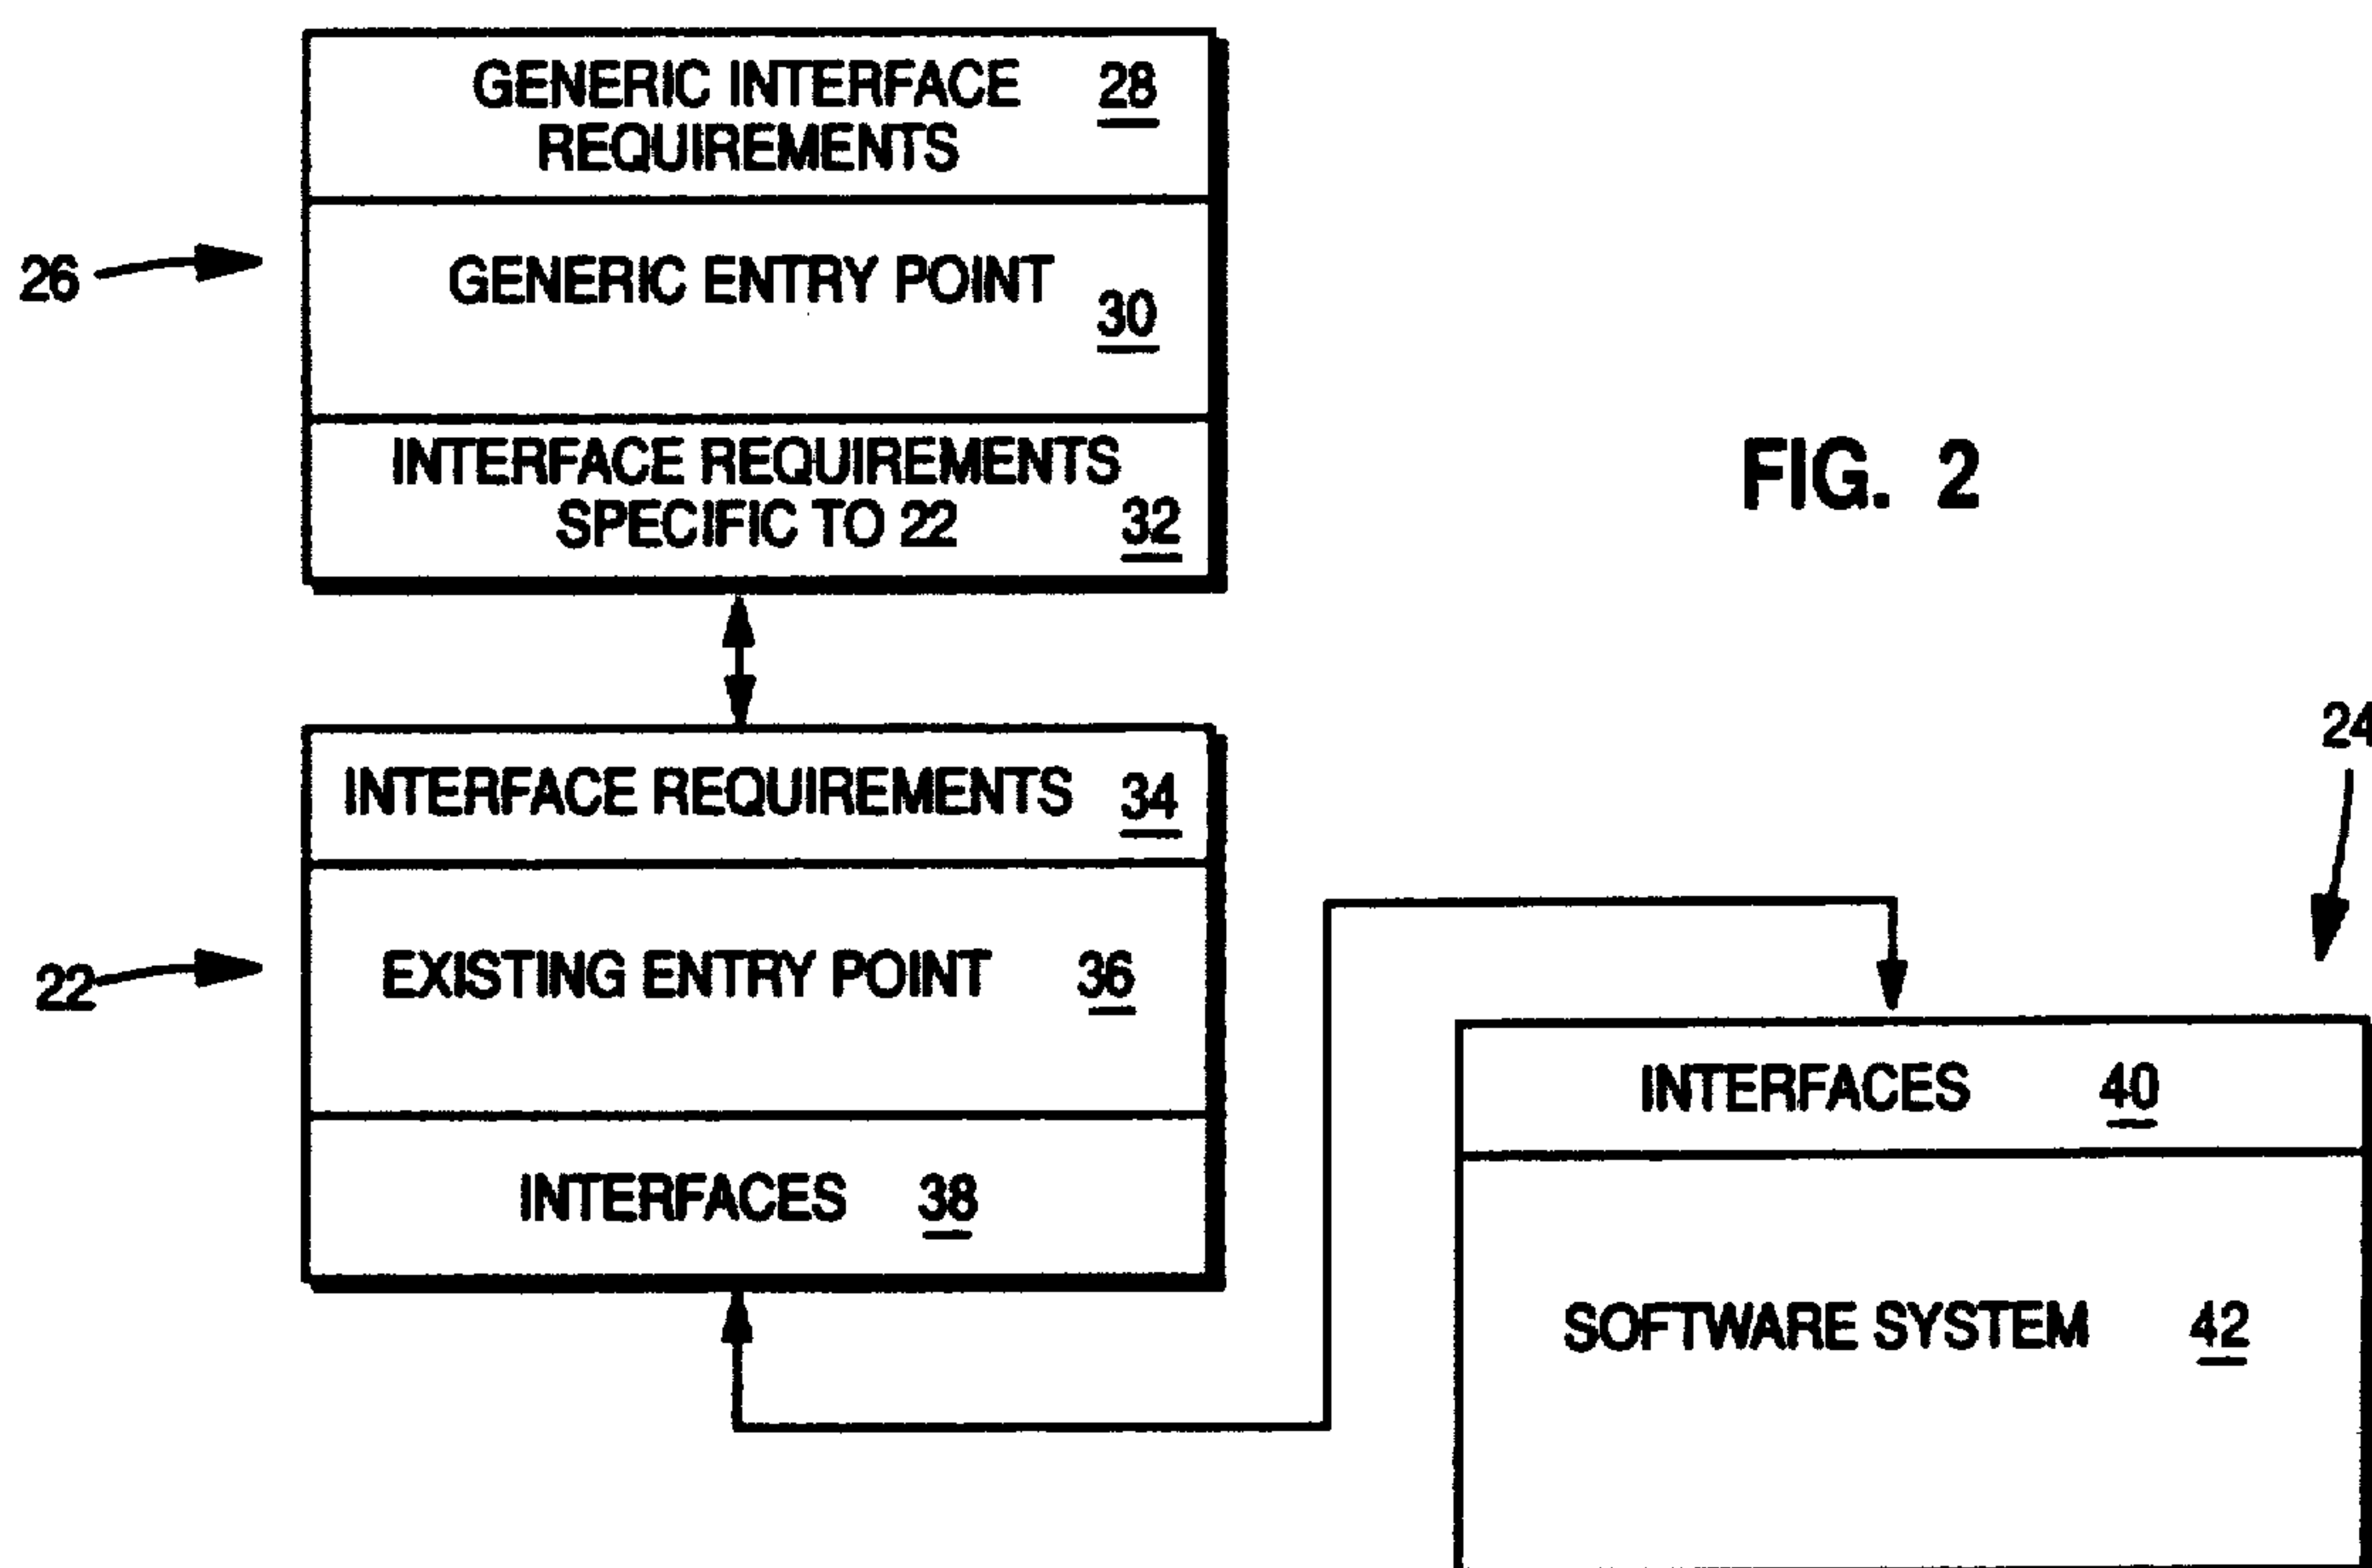 GENERIC INTERFACE 28
REQUIREMENTS
26
GENERIC ENTRY POINT
30
INTERFACE REQUIREMENTS
SPECIFIC TO 22 32
FIG. 2
24
INTERFACE REQUIREMENTS 34
22
EXISTING ENTRY POINT 36
INTERFACES 38
INTERFACES 40
SOFTWARE SYSTEM 42